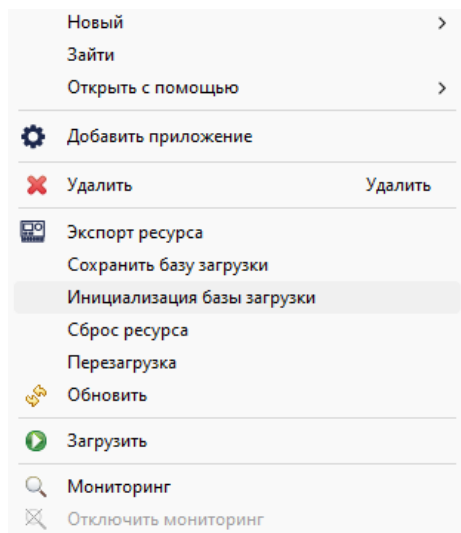 Новый
Зайти
Открыть с помощью
Добавить приложение
Удалить Удалить
Экспорт ресурса
Сохранить базу загрузки
Инициализация базы загрузки
Сброс ресурса
Перезагрузка
Обновить
Загрузить
Мониторинг
Отключить мониторинг